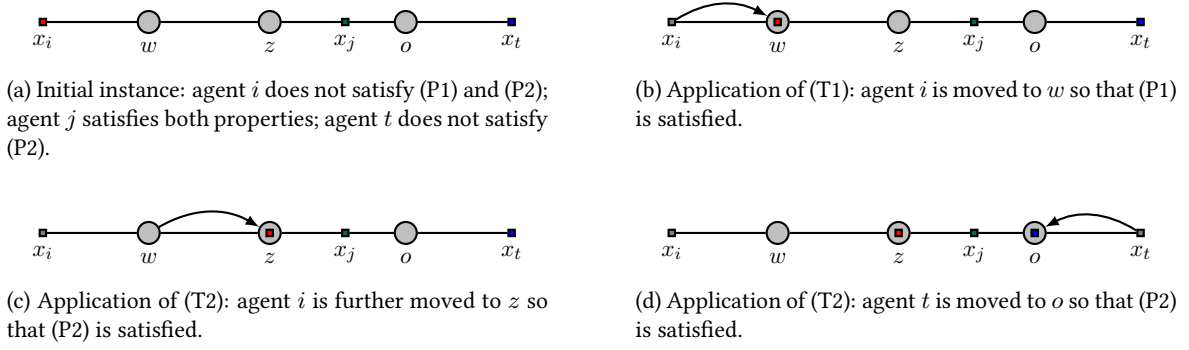 x_i w z x_j o x_t
(a) Initial instance: agent i does not satisfy (P1) and (P2);
agent j satisfies both properties; agent t does not satisfy
(P2).
x_i w z x_j o x_t
(b) Application of (T1): agent i is moved to w so that (P1)
is satisfied.
x_i w z x_j o x_t
(c) Application of (T2): agent i is further moved to z so
that (P2) is satisfied.
x_i w z x_j o x_t
(d) Application of (T2): agent t is moved to o so that (P2)
is satisfied.